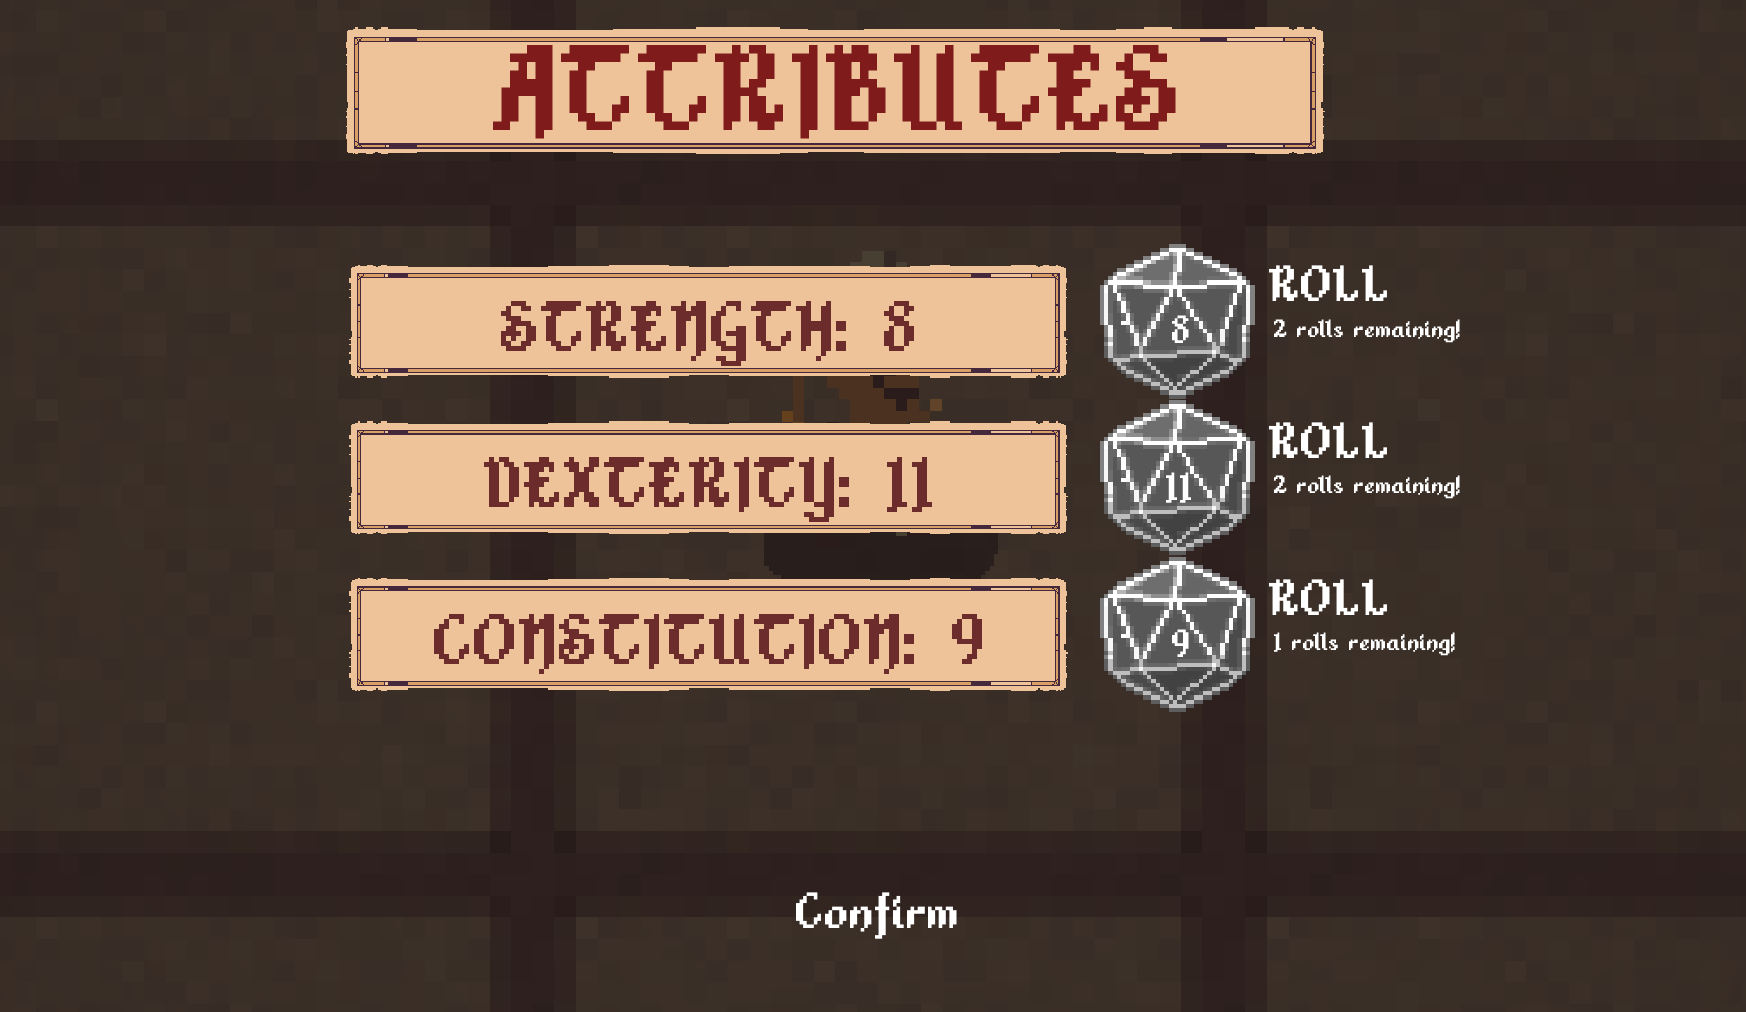 ATTRIBUTES
STRENGTH: 8
8
ROLL
2 rolls remaining!
DEXTERITY: 11
11
ROLL
2 rolls remaining!
CONSTITUTION: 9
9
ROLL
1 rolls remaining!
Confirm